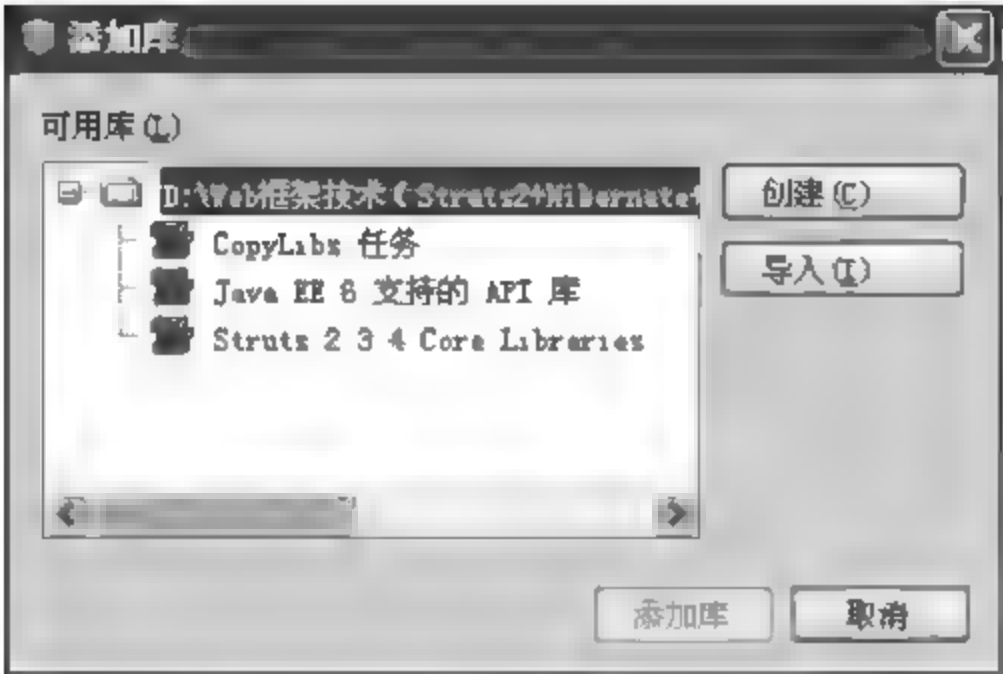 添加库
可用库(L)
D:\Web框架技术(Struts2+Hibernate+
创建(C)
CopyLibs 任务
导入(I)
Java EE 6 支持的 API 库
Struts 2 3 4 Core Libraries
添加库
取消